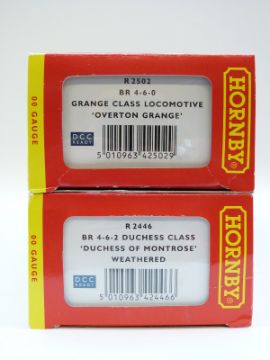 00 GAUGE
R2502
BR 4-6-0
GRANGE CLASS LOCOMOTIVE
'OVERTON GRANGE'
DCC
READY
5 010963 425029
HORNBY®
00 GAUGE
R2446
BR 4-6-2 DUCHESS CLASS
'DUCHESS OF MONTROSE'
WEATHERED
DCC
READY
5 010963 424466
HORNBY®